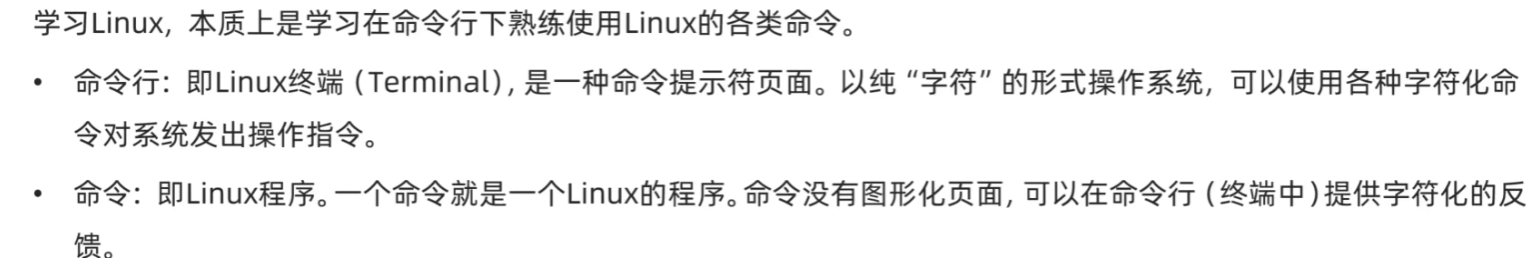 学习Linux，本质上是学习在命令行下熟练使用Linux的各类命令。
• 命令行：即Linux终端（Terminal），是一种命令提示符页面。以纯“字符”的形式操作系统，可以使用各种字符化命
令对系统发出操作指令。
• 命令：即Linux程序。一个命令就是一个Linux的程序。命令没有图形化页面，可以在命令行（终端中）提供字符化的反
馈。